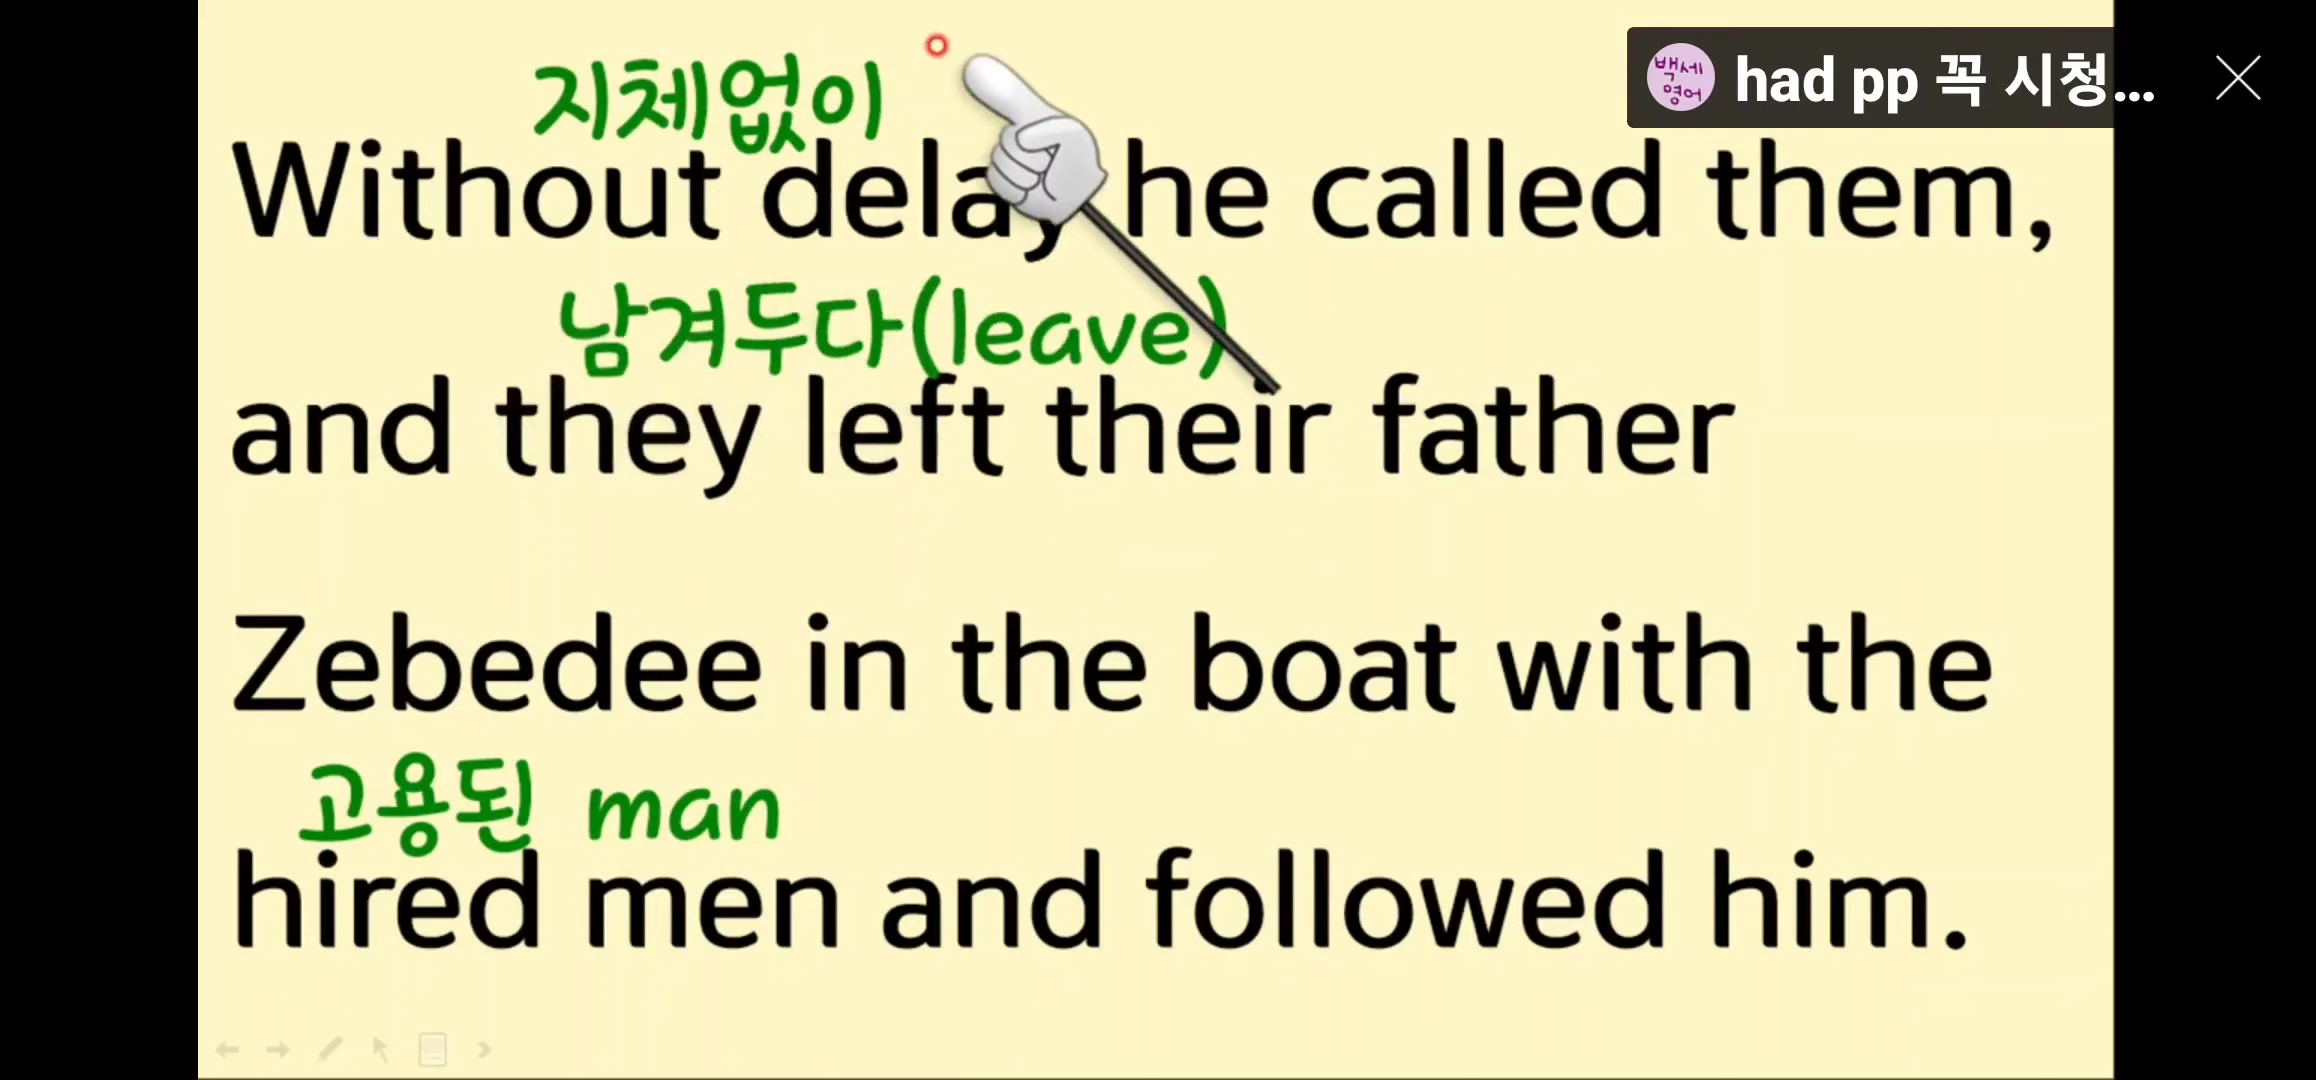 지체없이
백세
영어
had pp 꼭 시청...
Without delay he called them,
남겨두다(leave)
and they left their father
Zebedee in the boat with the
고용된 man
hired men and followed him.